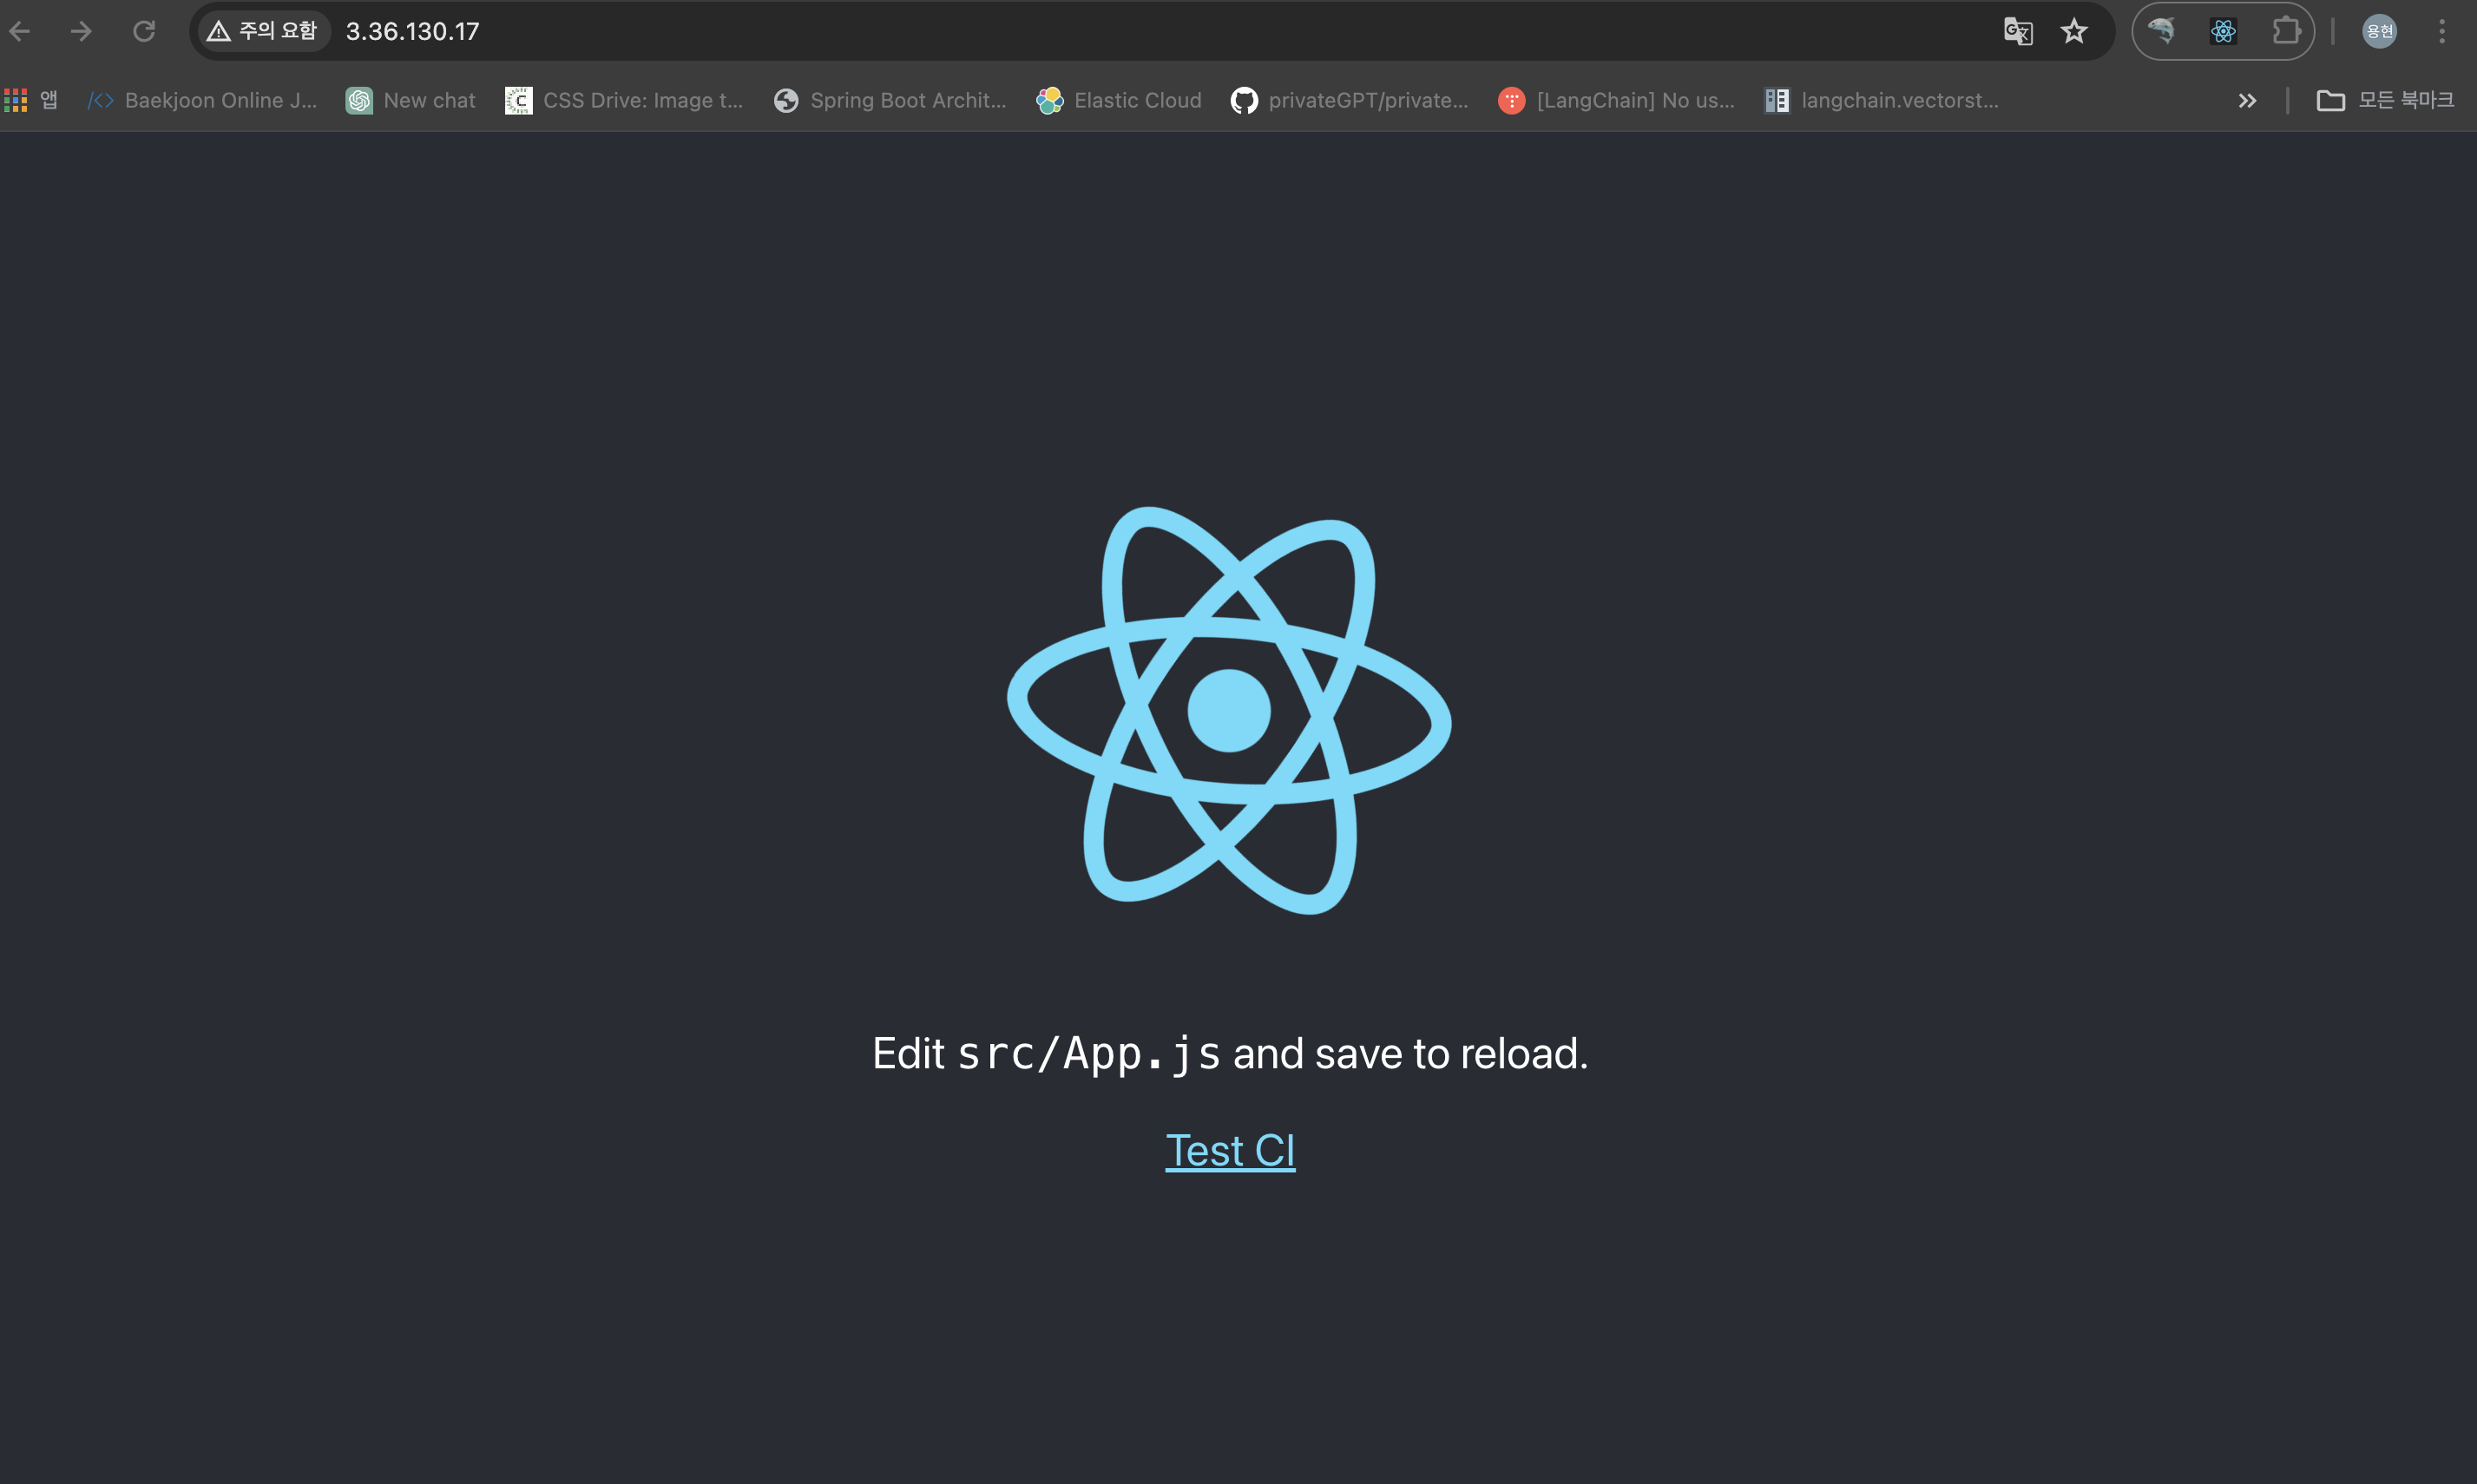 주의 요함 3.36.130.17 용현
앱 Baekjoon Online J... New chat CSS Drive: Image t... Spring Boot Archit... Elastic Cloud privateGPT/private... [LangChain] No us... langchain.vectorst... 모든 북마크
Edit src/App.js and save to reload.
Test CI